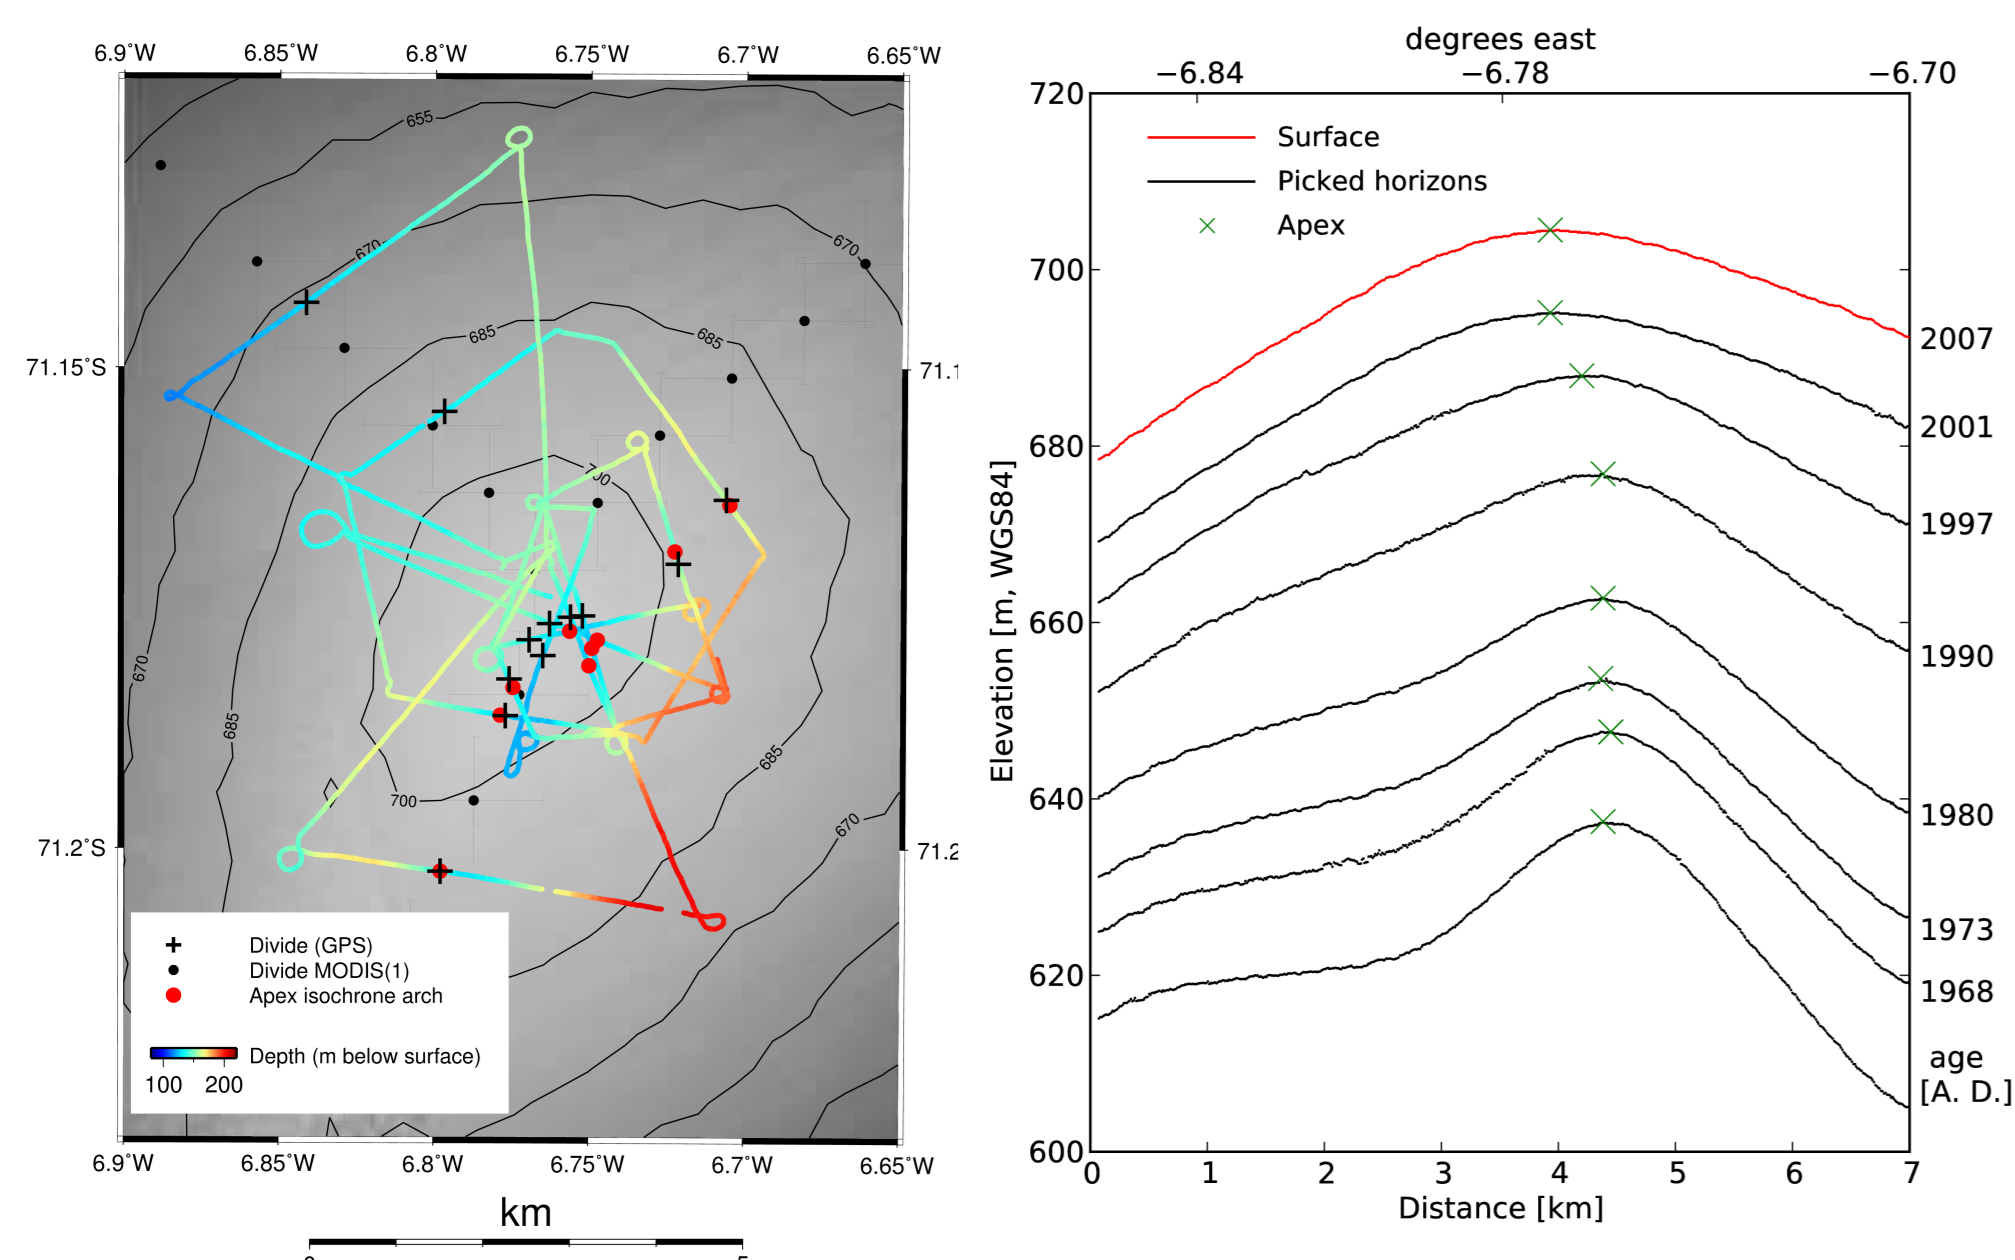 6.9˚W 6.85˚W 6.8˚W 6.75˚W 6.7˚W 6.65˚W
655
670
670
685
685
71.15˚S
71.1
700
670
685
685
700
670
71.2˚S
71.2
Divide (GPS)
Divide MODIS(1)
Apex isochrone arch
Depth (m below surface)
100 200
6.9˚W 6.85˚W 6.8˚W 6.75˚W 6.7˚W 6.65˚W
km
degrees east
−6.84 −6.78 −6.70
720
Surface
Picked horizons
Apex
700
2007
2001
680
1997
660
1990
Elevation [m, WGS84]
640
1980
1973
620
1968
age
[A. D.]
600
0 1 2 3 4 5 6 7
Distance [km]